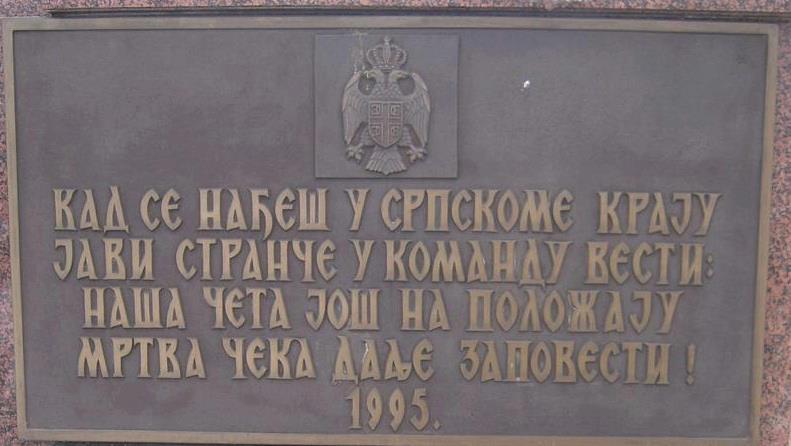 КАД СЕ НАЂЕШ У СРПСКОМЕ КРАЈУ
ЈАВИ СТРАНЧЕ У КОМАНДУ ВЕСТИ:
НАША ЧЕТА ЈОШ НА ПОЛОЖАЈУ
МРТВА ЧЕКА ДАЉЕ ЗАПОВЕСТИ!
1995.